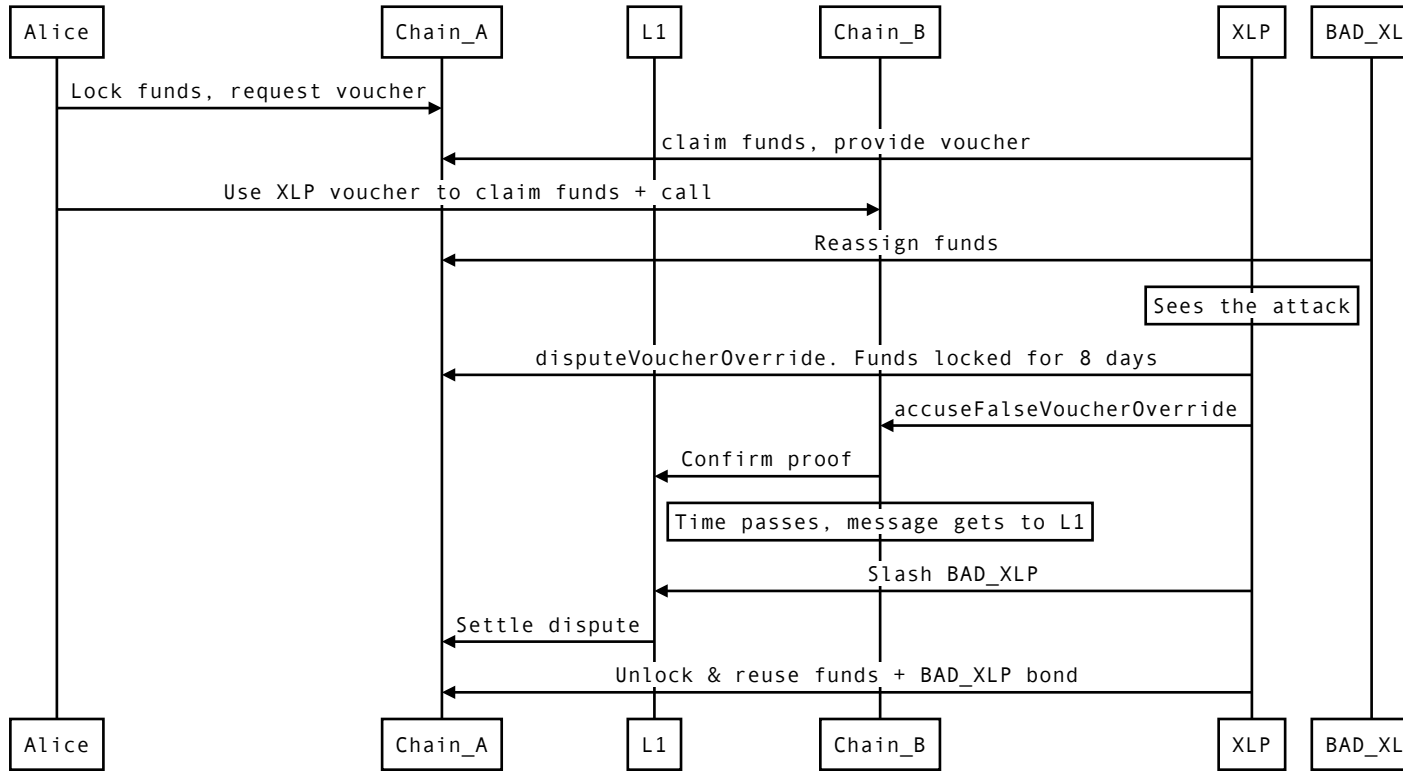 Alice
Chain_A
L1
Chain_B
XLP
BAD_XL
Lock funds, request voucher
claim funds, provide voucher
Use XLP voucher to claim funds + call
Reassign funds
Sees the attack
disputeVoucherOverride. Funds locked for 8 days
accuseFalseVoucherOverride
Confirm proof
Time passes, message gets to L1
Slash BAD_XLP
Settle dispute
Unlock & reuse funds + BAD_XLP bond
Alice
Chain_A
L1
Chain_B
XLP
BAD_XL